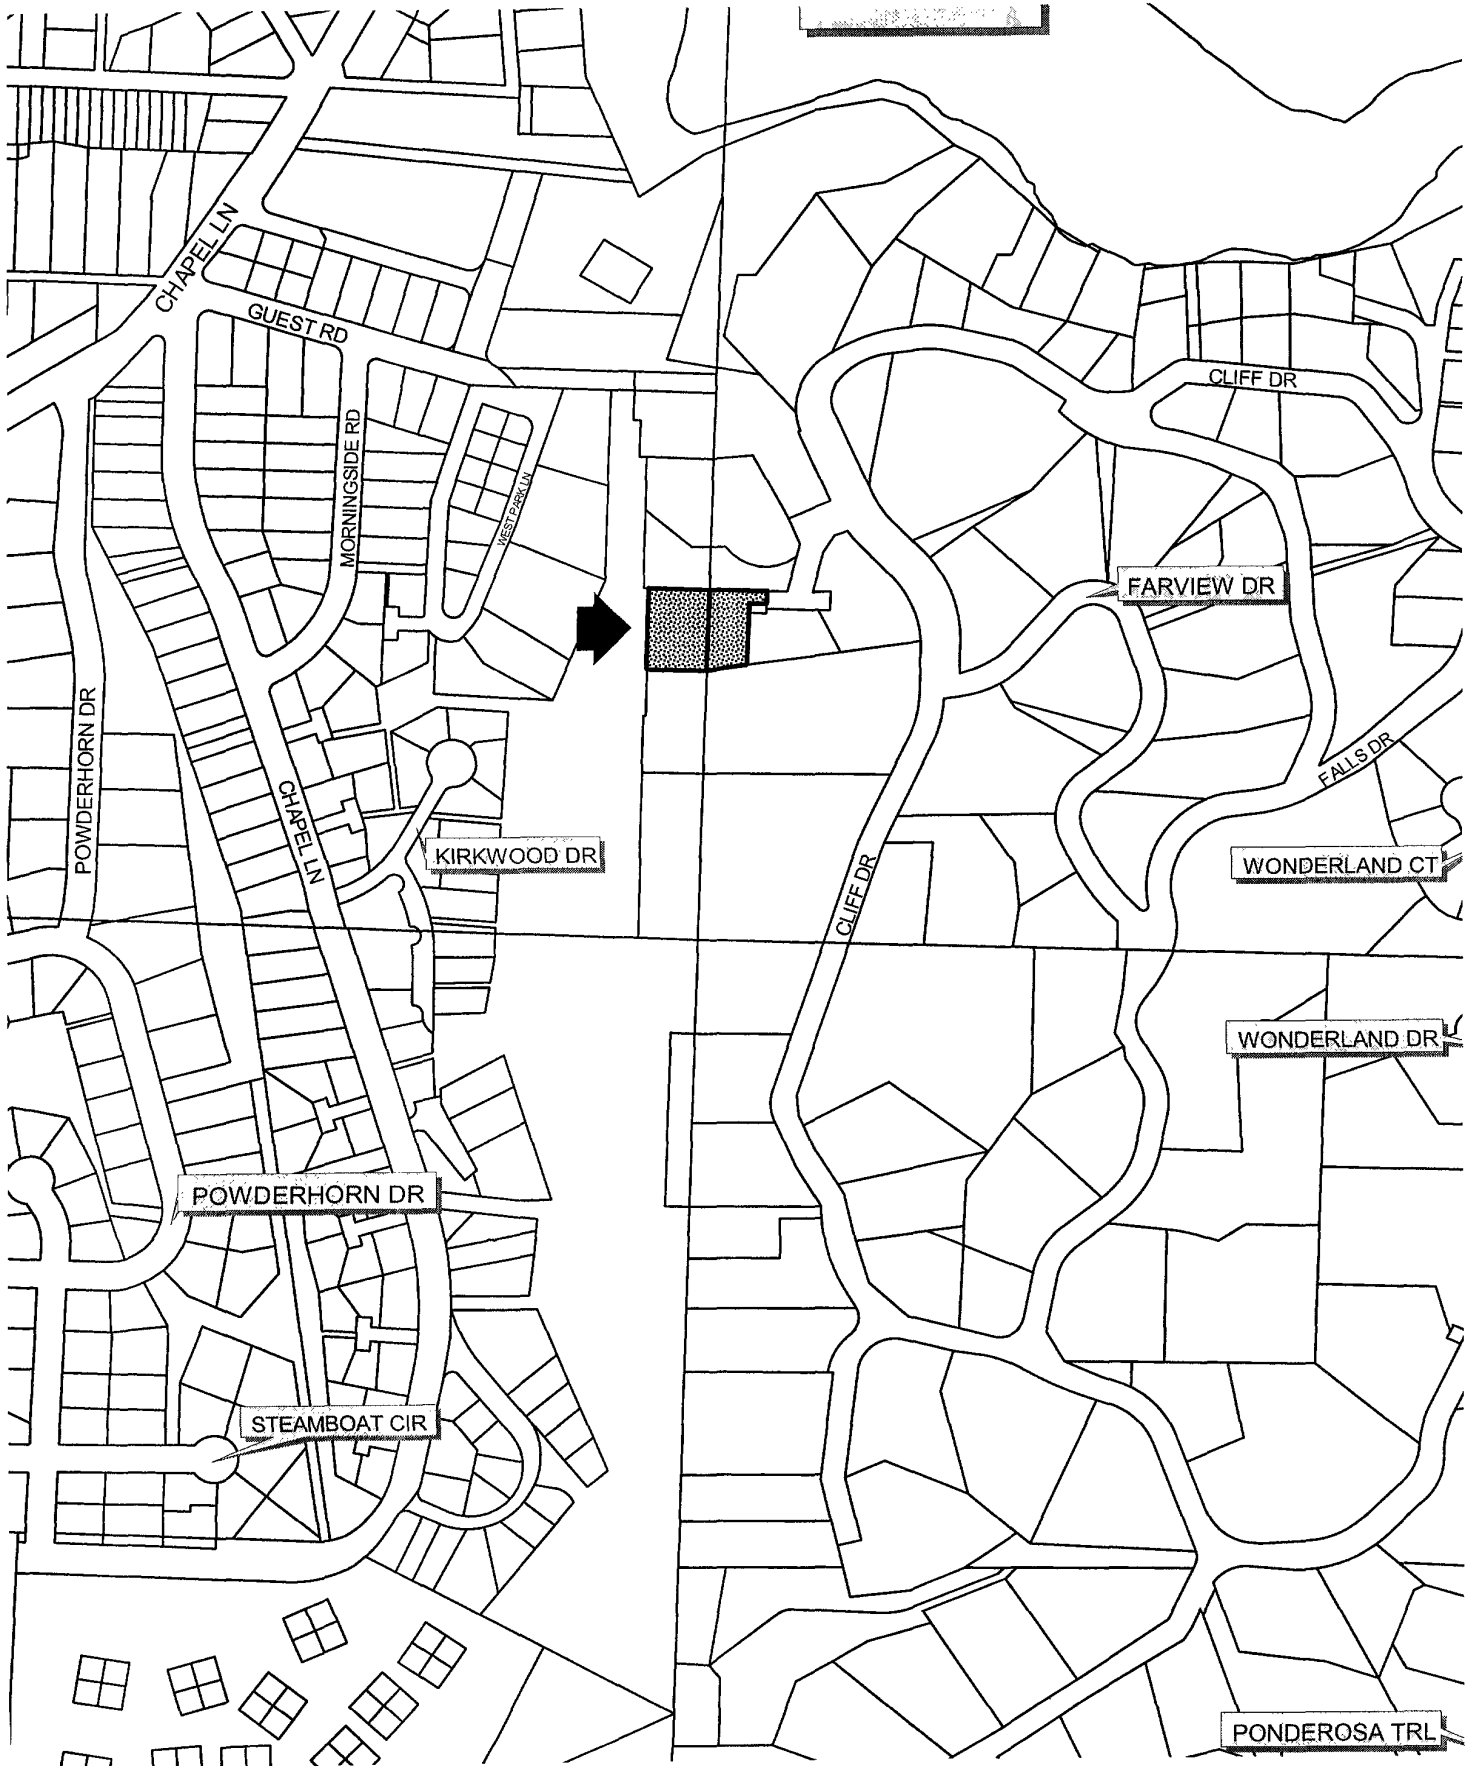 CHAPEL LN
GUEST RD
CLIFF DR
MORNINGSIDE RD
WEST PARK LN
FARVIEW DR
POWDERHORN DR
FALLS DR
CHAPEL LN
KIRKWOOD DR
CLIFF DR
WONDERLAND CT
WONDERLAND DR
POWDERHORN DR
STEAMBOAT CIR
PONDEROSA TRL